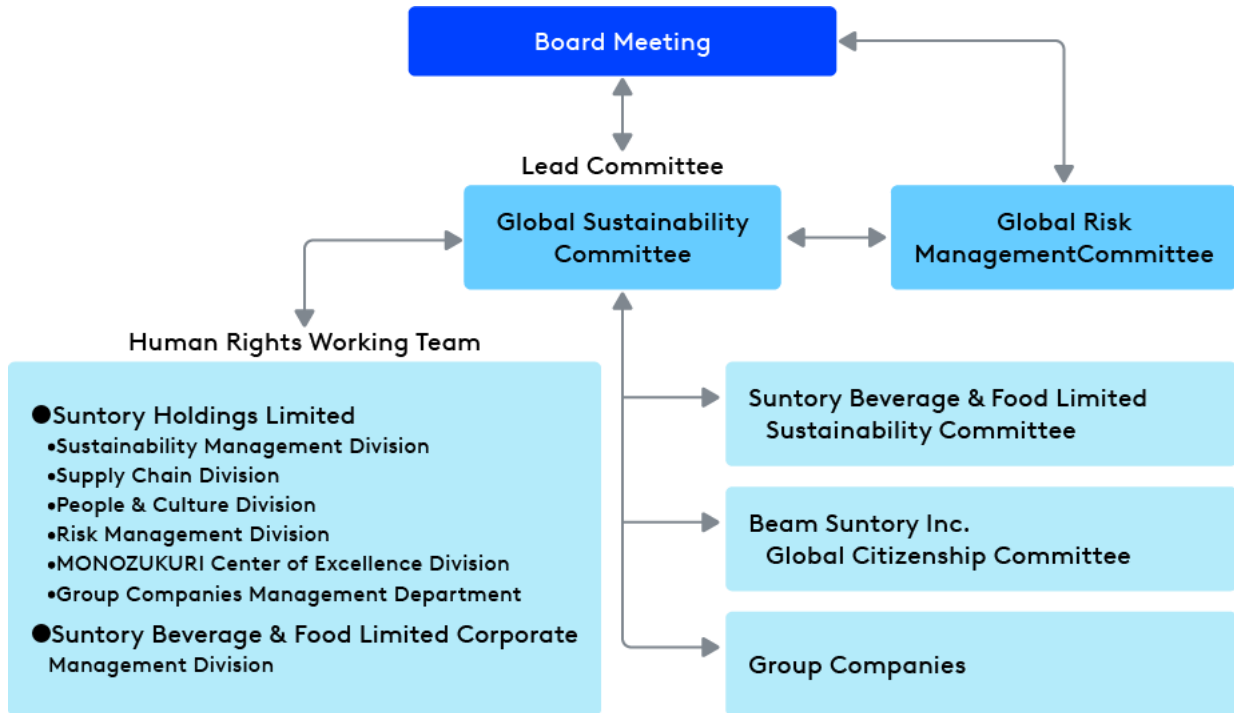 Board Meeting
Lead Committee
Global Sustainability
Committee
Global Risk
ManagementCommittee
Human Rights Working Team
●Suntory Holdings Limited
•Sustainability Management Division
•Supply Chain Division
•People & Culture Division
•Risk Management Division
•MONOZUKURI Center of Excellence Division
•Group Companies Management Department
●Suntory Beverage & Food Limited Corporate
Management Division
Suntory Beverage & Food Limited
Sustainability Committee
Beam Suntory Inc.
Global Citizenship Committee
Group Companies